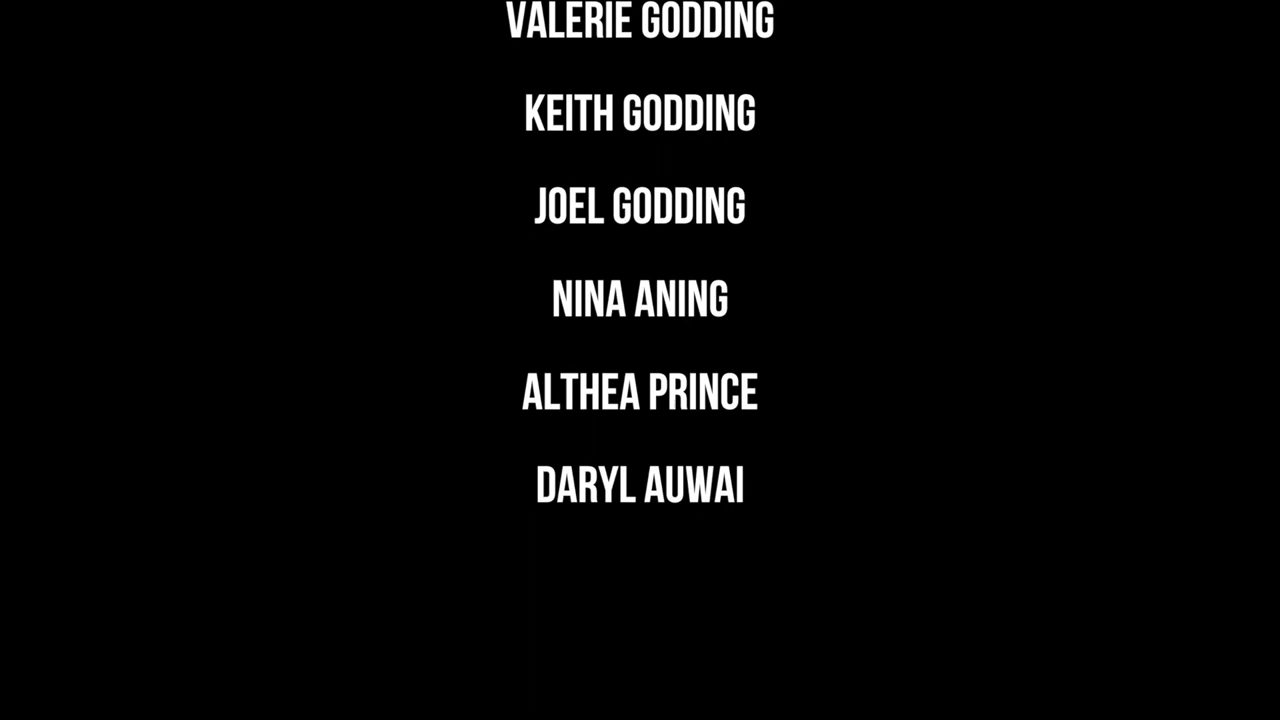 VALERIE GODDING
KEITH GODDING
JOEL GODDING
NINA ANING
ALTHEA PRINCE
DARYL AUWAI